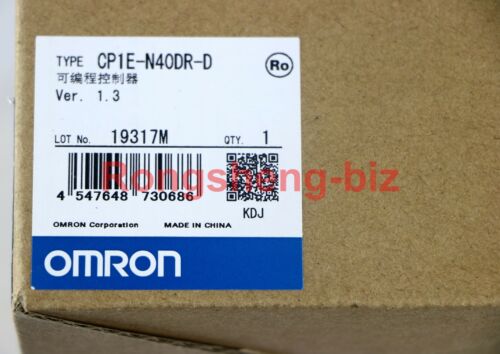 TYPE CP1E-N40DR-D Ro
可编程控制器
Ver. 1.3
LOT No. 19317M QTY. 1
Rongsheng-biz
4 547648 730686
KDJ
OMRON Corporation MADE IN CHINA
OMRON